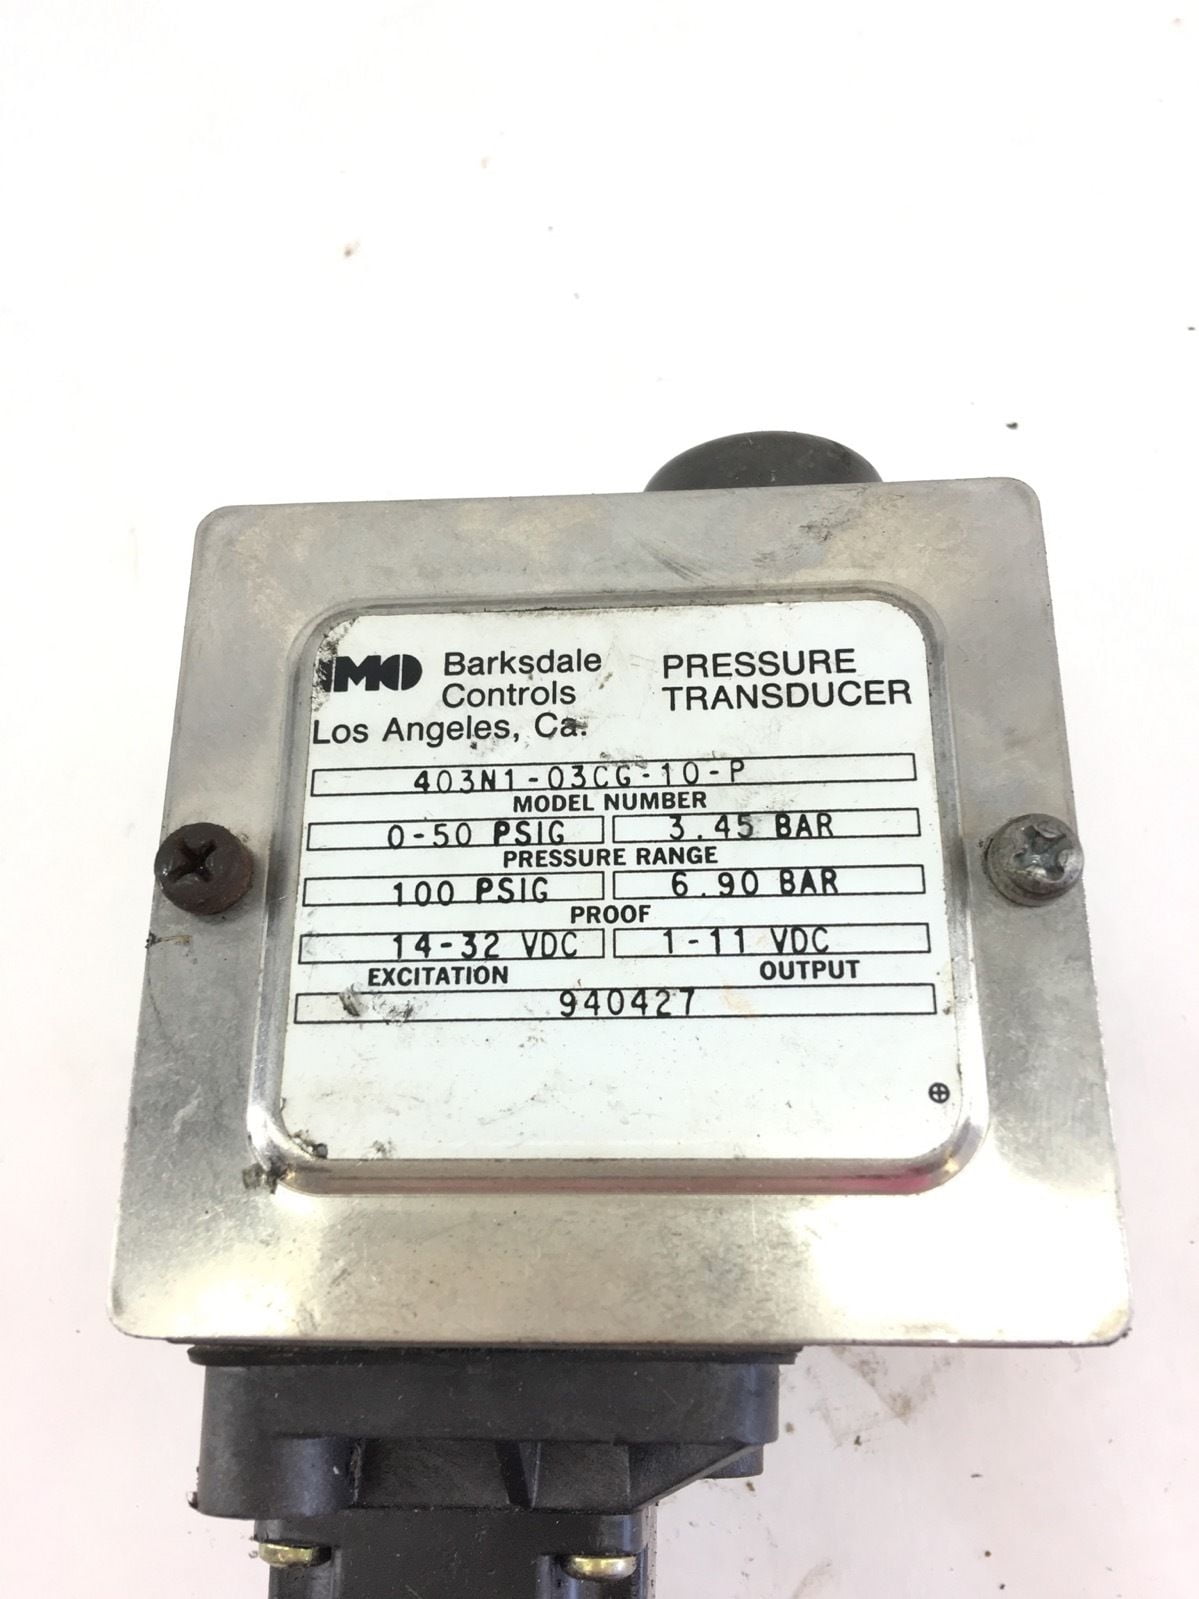 IMO Barksdale Controls PRESSURE TRANSDUCER
Los Angeles, Ca.
403N1-03CG-10-P
MODEL NUMBER
0-50 PSIG 3.45 BAR
PRESSURE RANGE
100 PSIG 6.90 BAR
PROOF
14-32 VDC 1-11 VDC
EXCITATION OUTPUT
940427